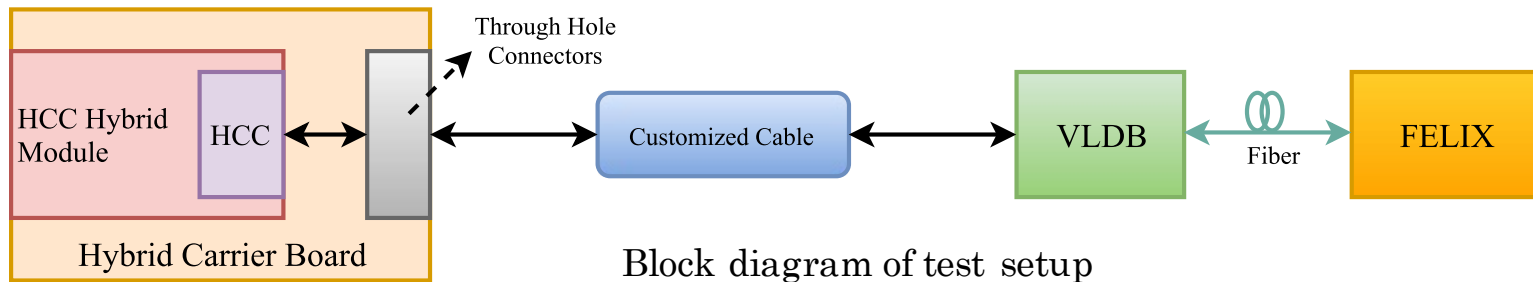 Through Hole
Connectors
HCC Hybrid
Module
HCC
Customized Cable
VLDB
Fiber
FELIX
Hybrid Carrier Board
Block diagram of test setup